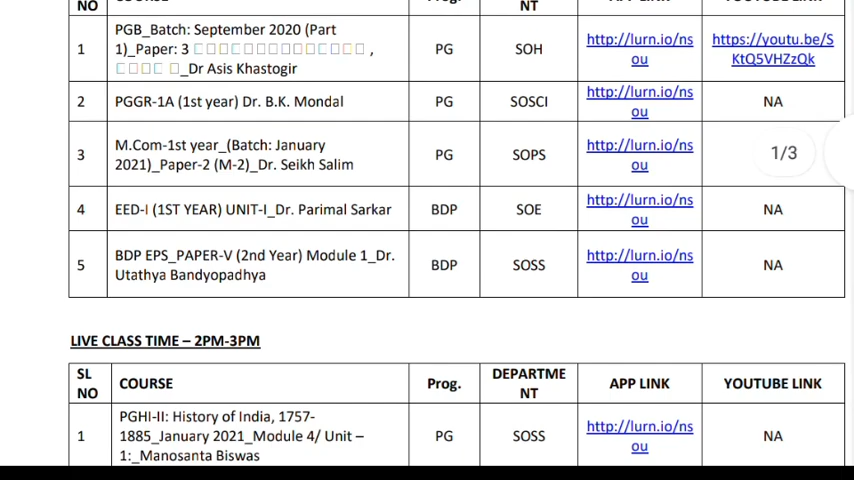 NO
NT
1
PGB_Batch: September 2020 (Part
1)_Paper: 3
,
_Dr Asis Khastogir
PG
SOH
http://lurn.io/ns
ou
https://youtu.be/S
KtQ5VHZzQk
2
PGGR-1A (1st year) Dr. B.K. Mondal
PG
SOSCI
http://lurn.io/ns
ou
NA
3
M.Com-1st year_(Batch: January
2021)_Paper-2 (M-2)_Dr. Seikh Salim
PG
SOPS
http://lurn.io/ns
ou
1/3
4
EED-I (1ST YEAR) UNIT-I_Dr. Parimal Sarkar
BDP
SOE
http://lurn.io/ns
ou
NA
5
BDP EPS_PAPER-V (2nd Year) Module 1_Dr.
Utathya Bandyopadhya
BDP
SOSS
http://lurn.io/ns
ou
NA
LIVE CLASS TIME – 2PM-3PM
SL
NO
COURSE
Prog.
DEPARTME
NT
APP LINK
YOUTUBE LINK
1
PGHI-II: History of India, 1757-
1885_January 2021_Module 4/ Unit –
1:_Manosanta Biswas
PG
SOSS
http://lurn.io/ns
ou
NA